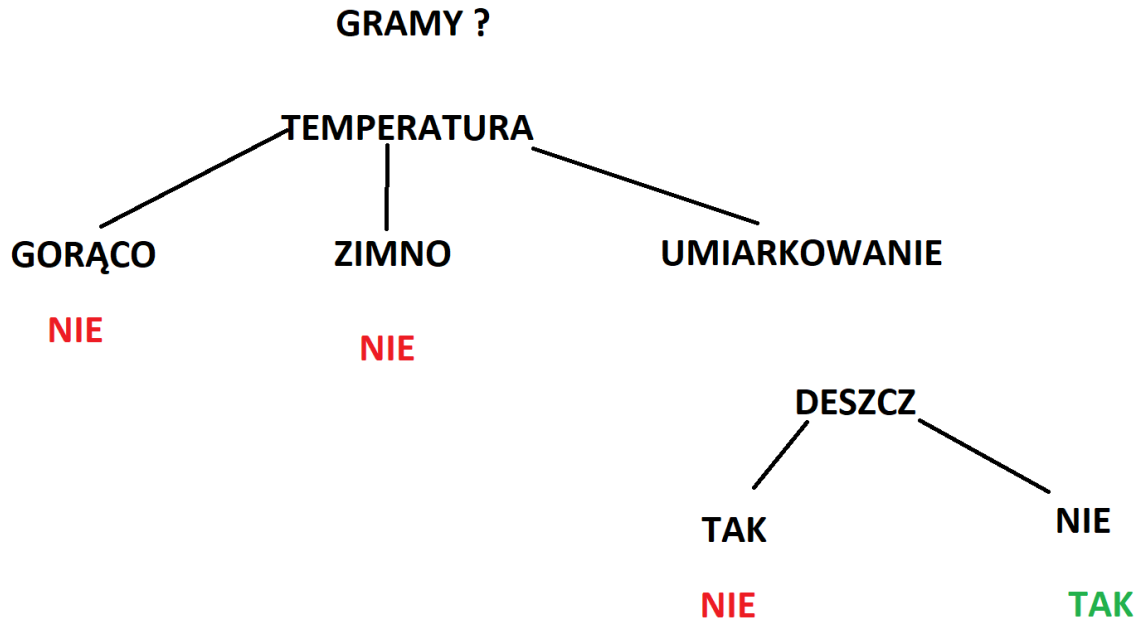 GRAMY ?
TEMPERATURA
GORĄCO ZIMNO UMIARKOWANIE
NIE NIE
DESZCZ
TAK NIE
NIE TAK